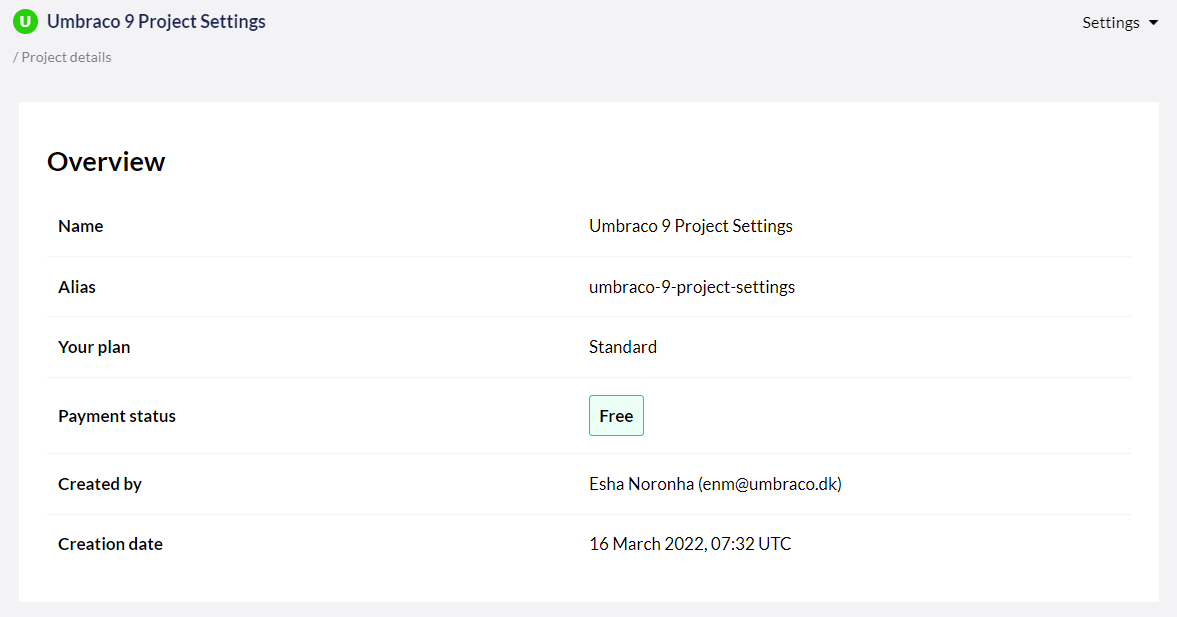 U Umbraco 9 Project Settings Settings
/ Project details
Overview
Name Umbraco 9 Project Settings
Alias umbraco-9-project-settings
Your plan Standard
Payment status Free
Created by Esha Noronha (enm@umbraco.dk)
Creation date 16 March 2022, 07:32 UTC